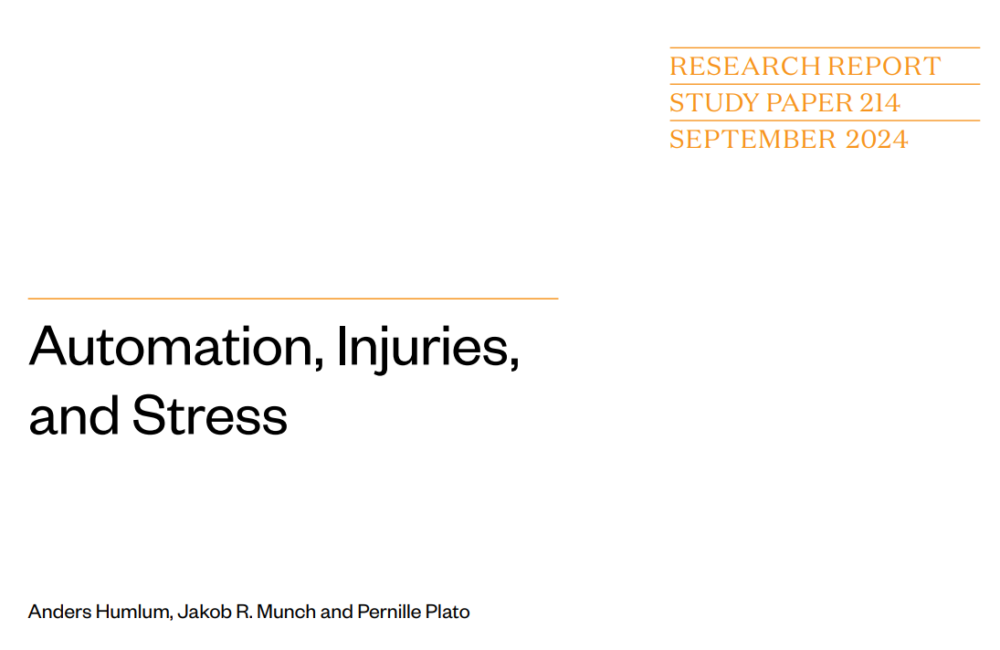 RESEARCH REPORT
STUDY PAPER 214
SEPTEMBER 2024
Automation, Injuries,
and Stress
Anders Humlum, Jakob R. Munch and Pernille Plato